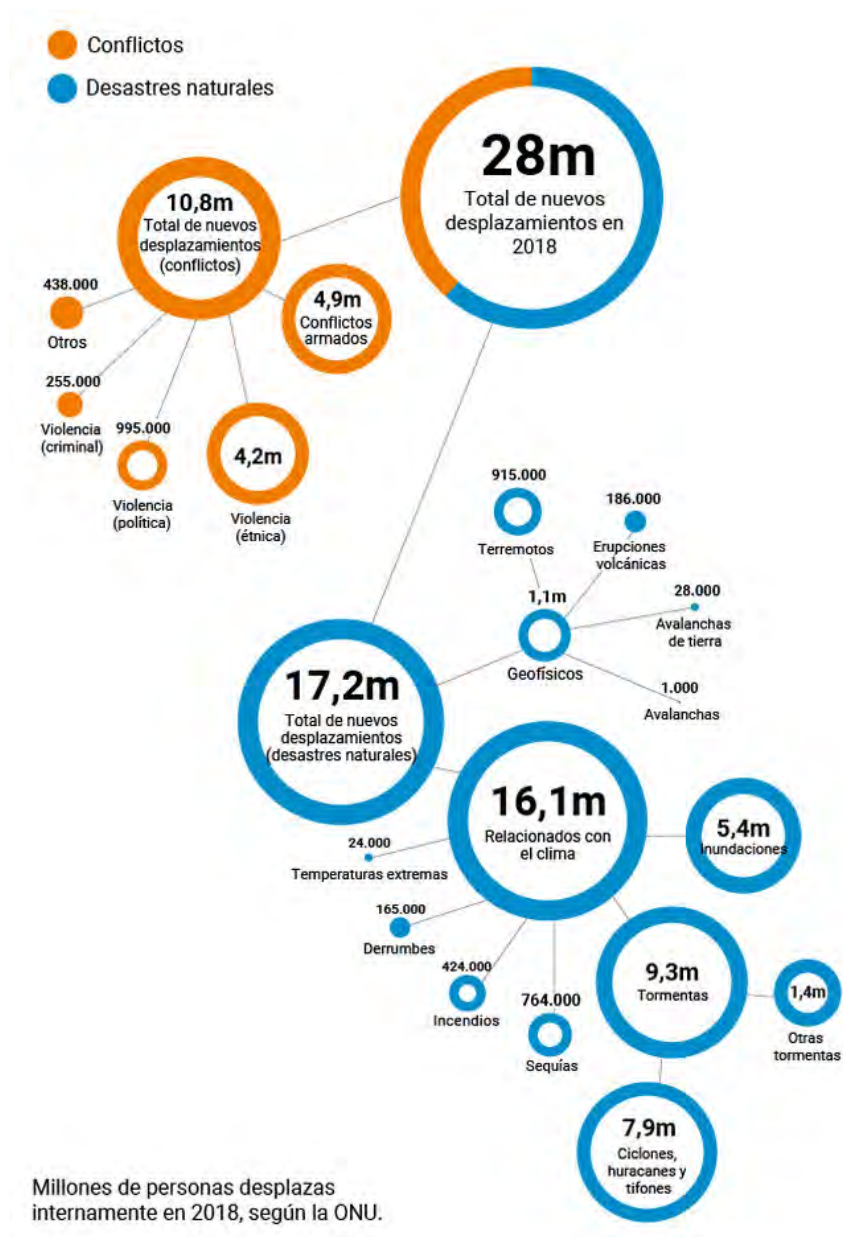 Conflictos
Desastres naturales
28m
Total de nuevos
desplazamientos en
2018
10,8m
Total de nuevos
desplazamientos
(conflictos)
438.000
Otros
255.000
Violencia
(criminal)
995.000
Violencia
(política)
4,2m
Violencia
(étnica)
4,9m
Conflictos
armados
915.000
Terremotos
186.000
Erupciones
volcánicas
1,1m
Geofísicos
28.000
Avalanchas
de tierra
1.000
Avalanchas
17,2m
Total de nuevos
desplazamientos
(desastres naturales)
16,1m
Relacionados con
el clima
5,4m
Inundaciones
24.000
Temperaturas extremas
165.000
Derrumbes
424.000
Incendios
764.000
Sequías
9,3m
Tormentas
1,4m
Otras
tormentas
7,9m
Ciclones,
huracanes y
tifones
Millones de personas desplazas
internamente en 2018, según la ONU.